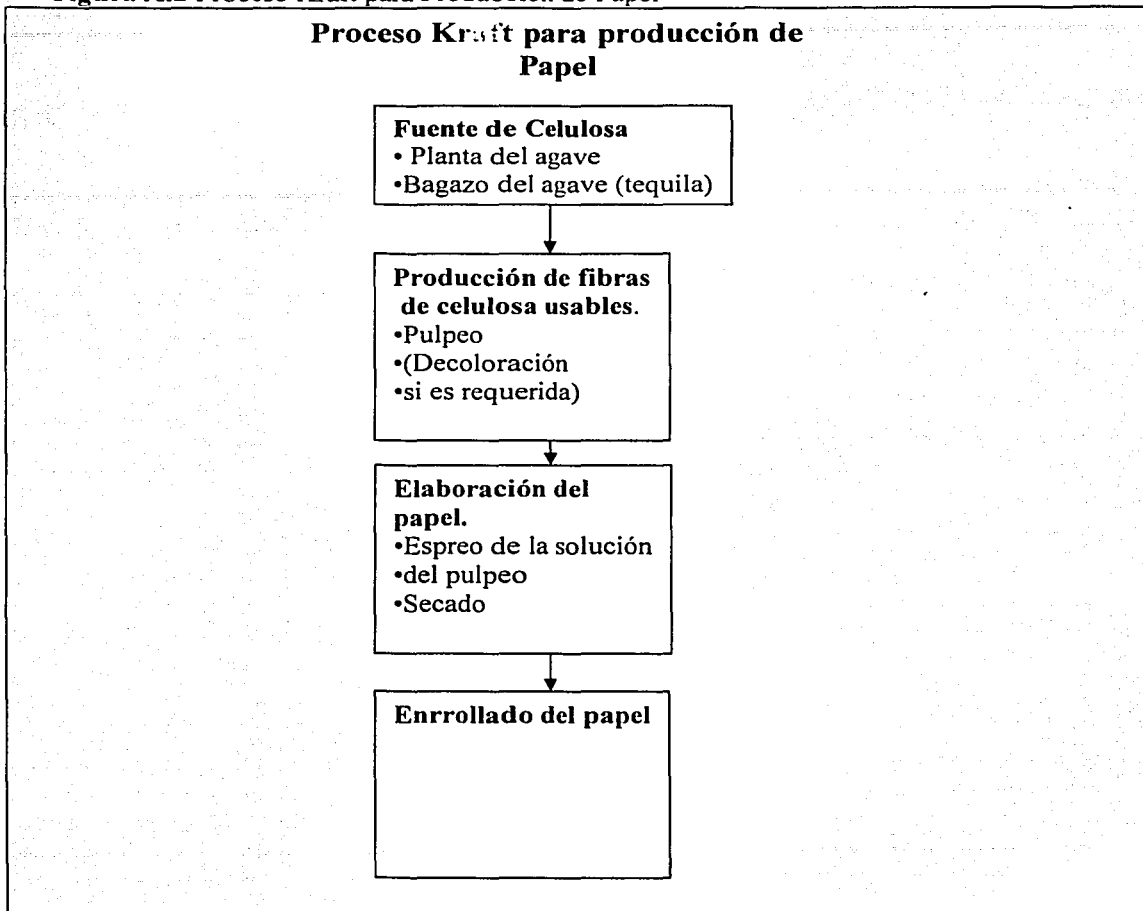 Proceso Kraft para producción de
Papel
Fuente de Celulosa
• Planta del agave
•Bagazo del agave (tequila)
Producción de fibras
de celulosa usables.
•Pulpeo
•(Decoloración
•si es requerida)
Elaboración del
papel.
•Espreo de la solución
•del pulpeo
•Secado
Enrrollado del papel